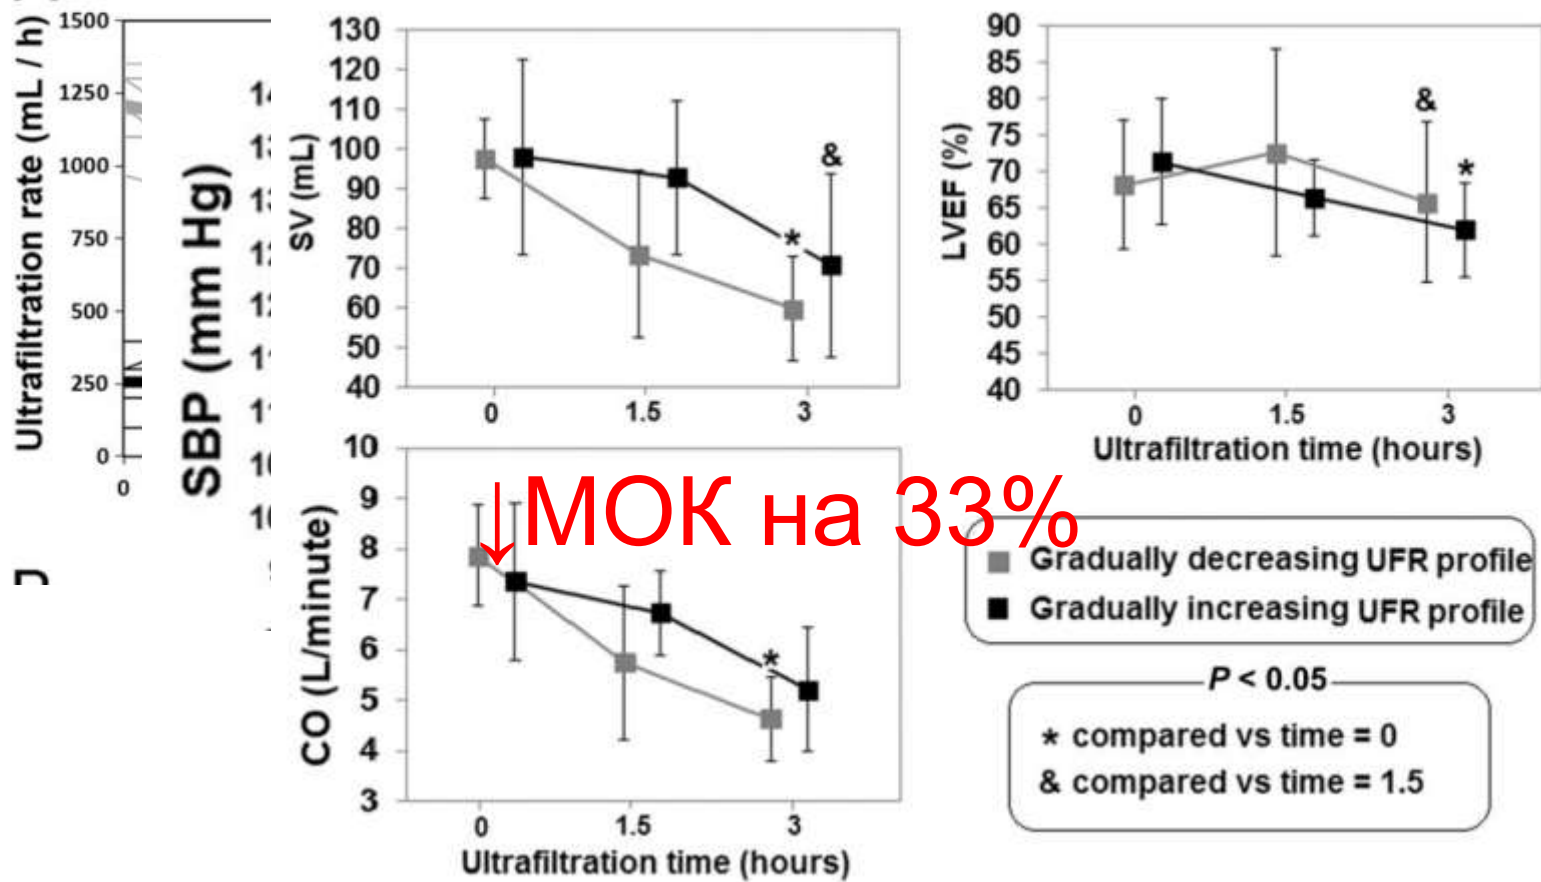 Ultrafiltration rate (mL / h)
1500
1250
1000
750
500
250
0
0
SBP (mm Hg)
SV (mL)
130
120
110
100
90
80
70
60
50
40
&
*
0 1.5 3
LVEF (%)
90
85
80
75
70
65
60
55
50
45
40
&
*
0 1.5 3
Ultrafiltration time (hours)
CO (L/minute)
10
9
8
7
6
5
4
3
*
0 1.5 3
Ultrafiltration time (hours)
↓МОК на 33%
Gradually decreasing UFR profile
Gradually increasing UFR profile
P < 0.05
* compared vs time = 0
& compared vs time = 1.5